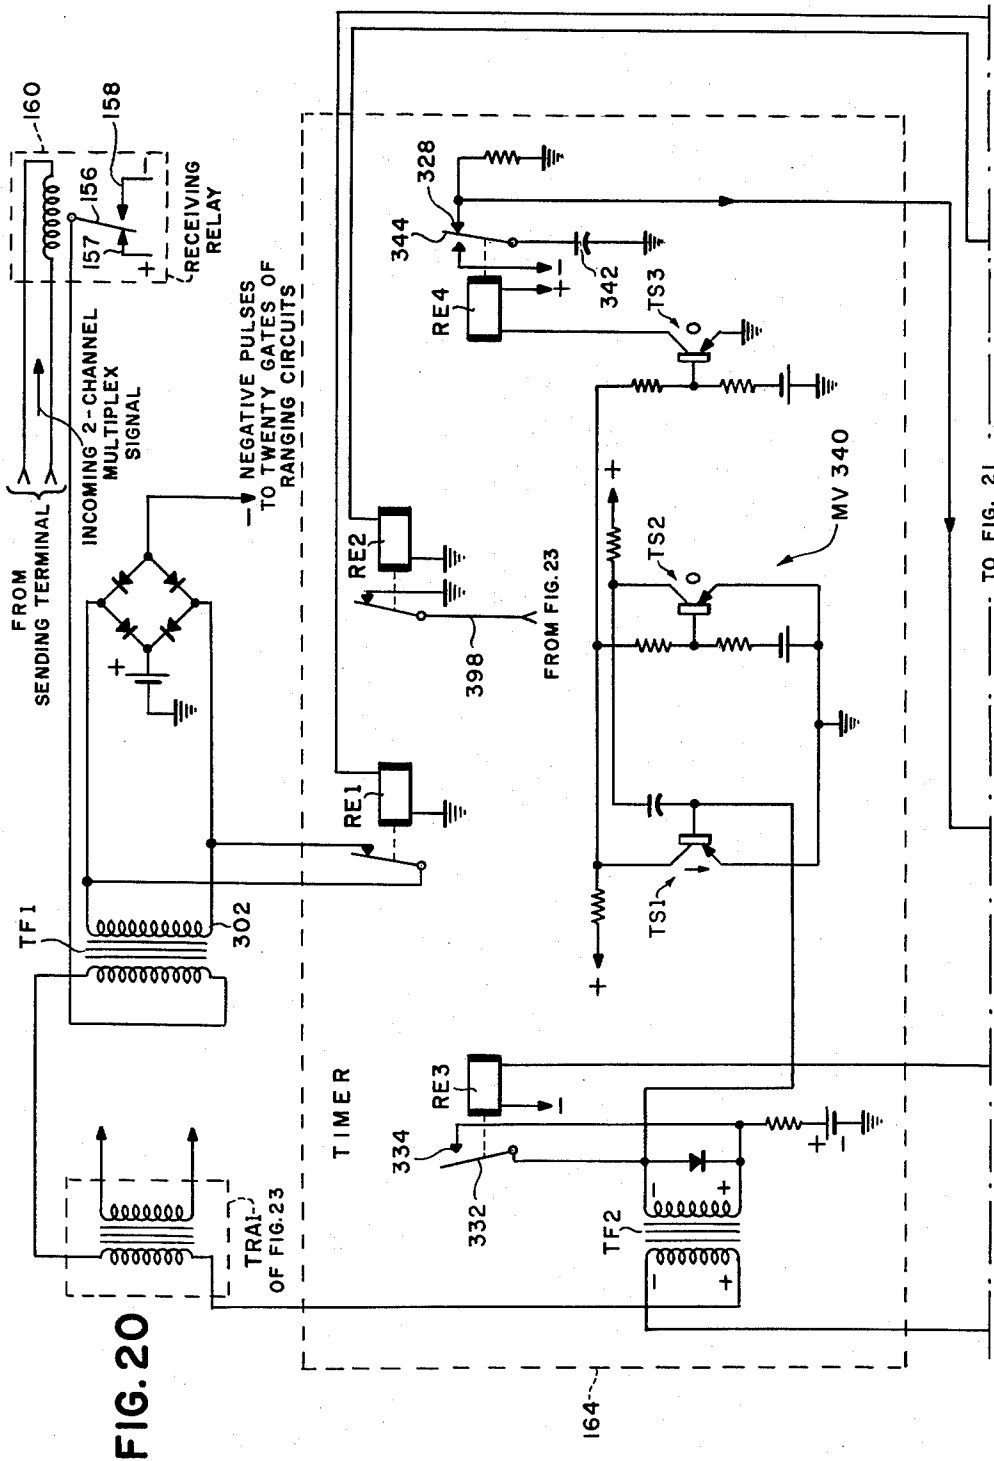 FIG.20
TRA1
OF FIG.23
TF1
302
FROM
SENDING TERMINAL
INCOMING 2-CHANNEL
MULTIPLEX
SIGNAL
160
158
156
157
+
−
RECEIVING
RELAY
+
− NEGATIVE PULSES
TO TWENTY GATES OF
RANGING CIRCUITS
TIMER
RE1
RE2
398
FROM FIG.23
334
332
RE3
−
RE4
−
+
344
328
342
TF2
−
+
−
+
+
−
+
TS1
TS2
O
+
MV 340
TS3
O
164
TO FIG. 21